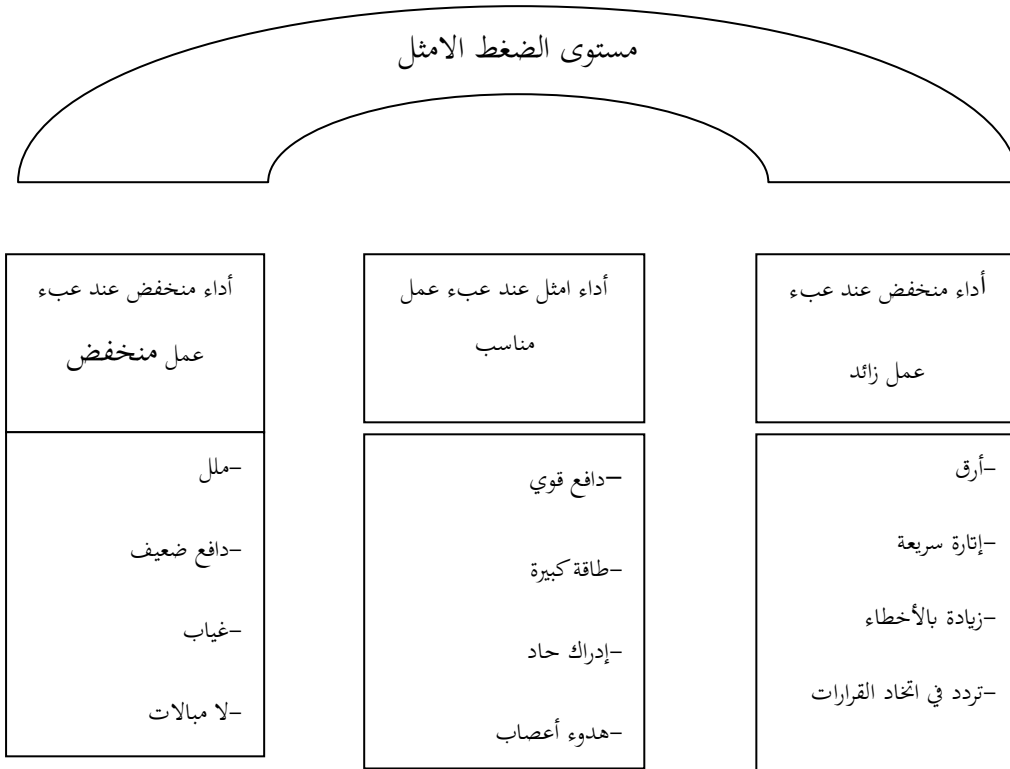 مستوى الضغط الامثل
أداء منخفض عند عبء
عمل زائد
-أرق
-إتارة سريعة
-زيادة بالأخطاء
-تردد في اتخاد القرارات
أداء امثل عند عبء عمل
مناسب
-دافع قوي
-طاقة كبيرة
-إدراك حاد
-هدوء أعصاب
أداء منخفض عند عبء
عمل منخفض
-ملل
-دافع ضعيف
-غياب
-لا مبالات